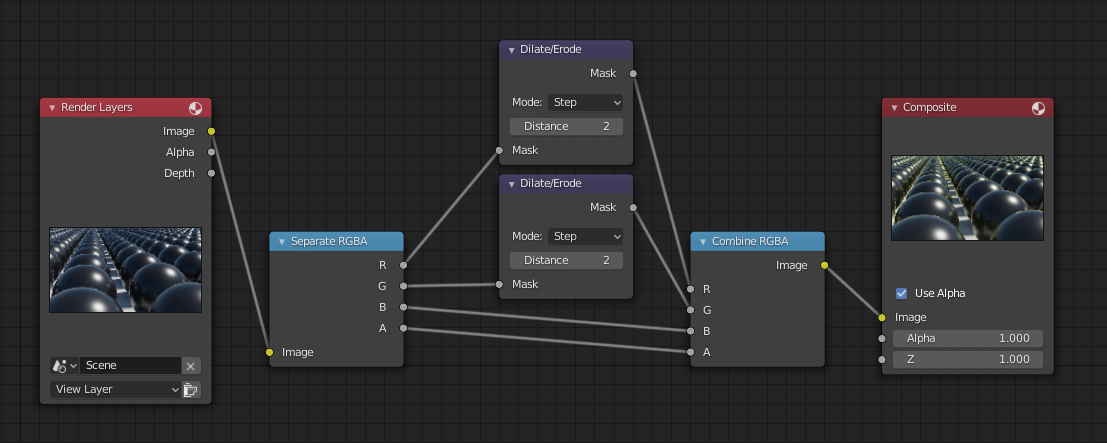 Render Layers
Image
Alpha
Depth
Scene
View Layer
Separate RGBA
R
G
B
A
Image
Dilate/Erode
Mask
Mode: Step
Distance 2
Mask
Dilate/Erode
Mask
Mode: Step
Distance 2
Mask
Combine RGBA
Image
R
G
B
A
Composite
Use Alpha
Image
Alpha 1.000
Z 1.000